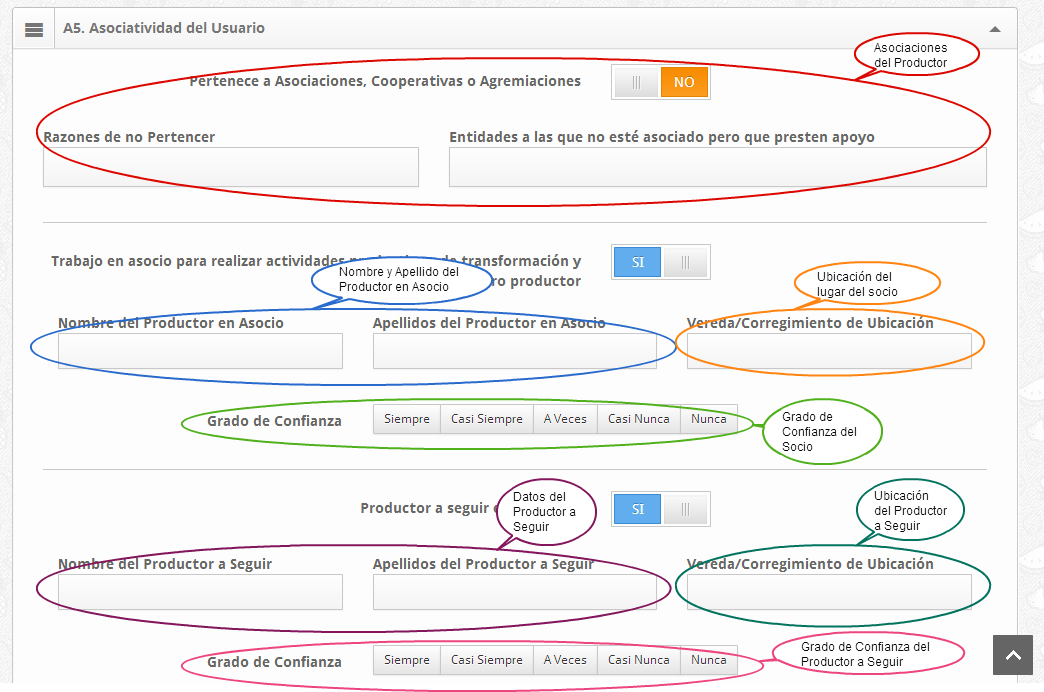 A5. Asociatividad del Usuario
Asociaciones
del Productor
Pertenece a Asociaciones, Cooperativas o Agremiaciones
NO
Razones de no Pertencer
Entidades a las que no esté asociado pero que presten apoyo
Trabajo en asocio para realizar actividades
de transformación y
SI
Nombre y Apellido del
Productor en Asocio
ro productor
Ubicación del
lugar del socio
Nombre del Productor en Asocio
Apellidos del Productor en Asocio
Vereda/Corregimiento de Ubicación
Grado de Confianza
Siempre
Casi Siempre
A Veces
Casi Nunca
Nunca
Grado de
Confianza del
Socio
Productor a seguir
SI
Datos del
Productor a
Seguir
Ubicación
del Productor
a Seguir
Nombre del Productor a Seguir
Apellidos del Productor a Seguir
Vereda/Corregimiento de Ubicación
Grado de Confianza
Siempre
Casi Siempre
A Veces
Casi Nunca
Nunca
Grado de Confianza del
Productor a Seguir